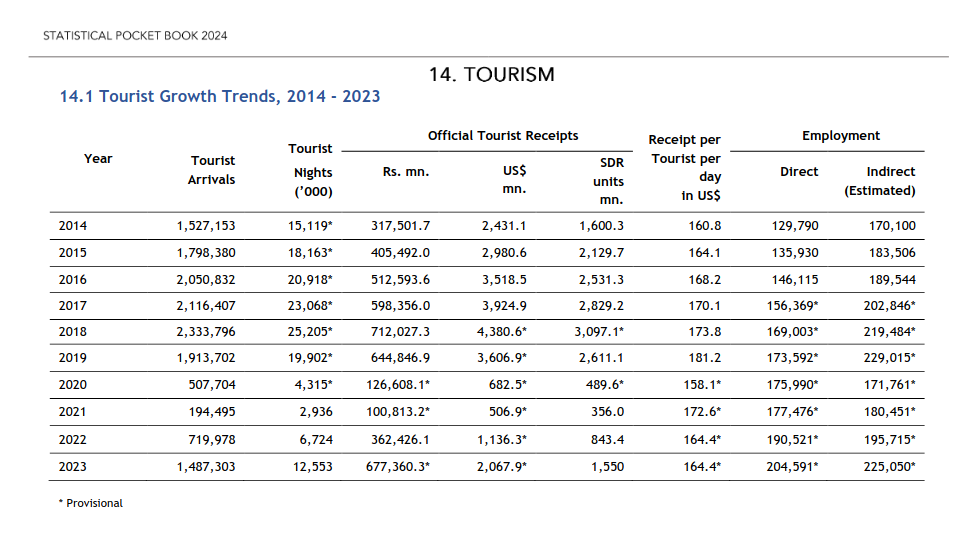 STATISTICAL POCKET BOOK 2024
14. TOURISM
14.1 Tourist Growth Trends, 2014 - 2023
Year Tourist Arrivals Tourist Nights ('000) Official Tourist Receipts Receipt per Tourist per day in US$ Employment
Rs. mn. US$ mn. SDR units mn. Direct Indirect (Estimated)
2014 1,527,153 15,119* 317,501.7 2,431.1 1,600.3 160.8 129,790 170,100
2015 1,798,380 18,163* 405,492.0 2,980.6 2,129.7 164.1 135,930 183,506
2016 2,050,832 20,918* 512,593.6 3,518.5 2,531.3 168.2 146,115 189,544
2017 2,116,407 23,068* 598,356.0 3,924.9 2,829.2 170.1 156,369* 202,846*
2018 2,333,796 25,205* 712,027.3 4,380.6* 3,097.1* 173.8 169,003* 219,484*
2019 1,913,702 19,902* 644,846.9 3,606.9* 2,611.1 181.2 173,592* 229,015*
2020 507,704 4,315* 126,608.1* 682.5* 489.6* 158.1* 175,990* 171,761*
2021 194,495 2,936 100,813.2* 506.9* 356.0 172.6* 177,476* 180,451*
2022 719,978 6,724 362,426.1 1,136.3* 843.4 164.4* 190,521* 195,715*
2023 1,487,303 12,553 677,360.3* 2,067.9* 1,550 164.4* 204,591* 225,050*
* Provisional